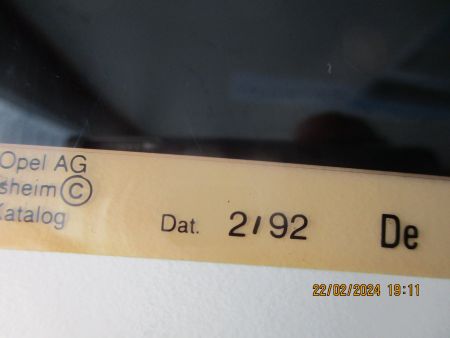 Opel AG
sheim ©
Katalog
Dat. 2/92 De
22/02/2024 19:11